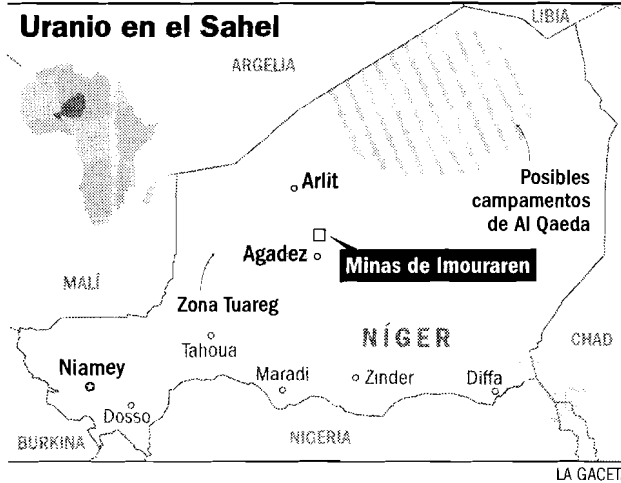 Uranio en el Sahel
LIBIA
ARGELIA
Arlit
Posibles
campamentos
de Al Qaeda
Agadez
Minas de Imouraren
MALÍ
Zona Tuareg
Tahoua
NÍGER
CHAD
Niamey
Maradi
Zinder
Diffa
Dosso
BURKINA
NIGERIA
LA GACET